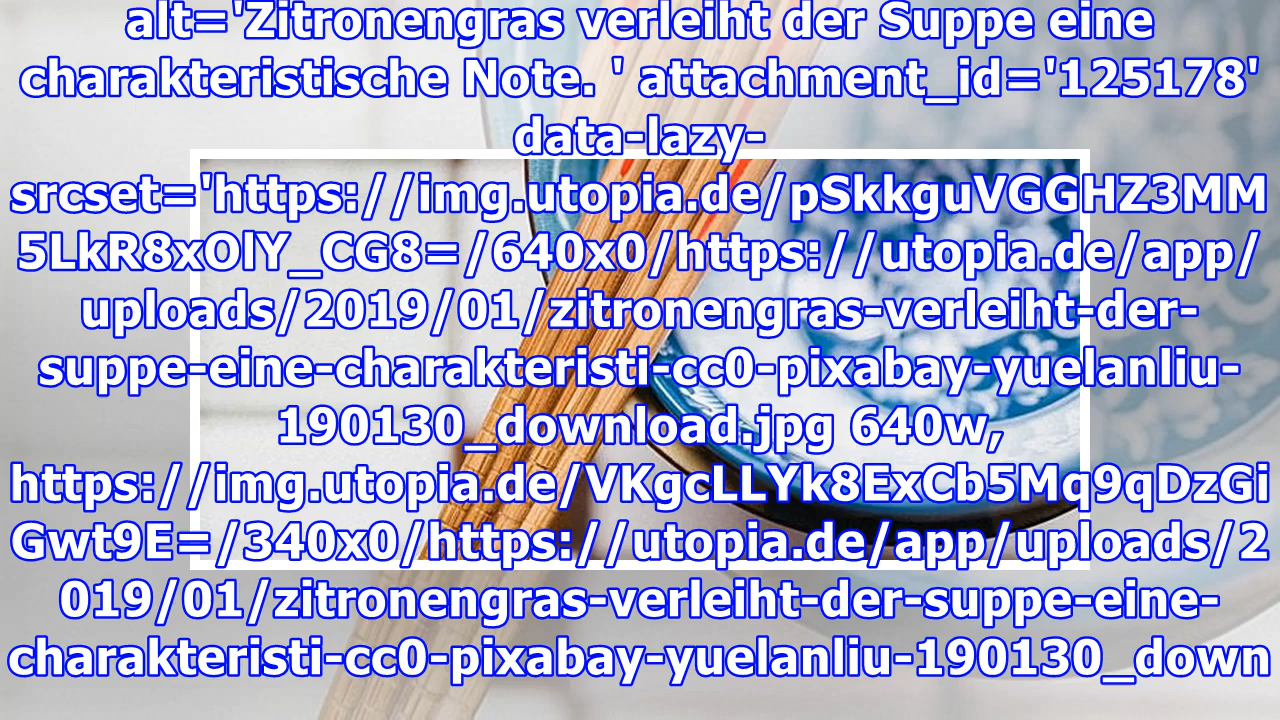 alt='Zitronengras verleiht der Suppe eine
charakteristische Note. ' attachment_id='125178'
data-lazy-
srcset='https://img.utopia.de/pSkkguVGGHZ3MM
5LkR8xOlY_CG8=/640x0/https://utopia.de/app/
uploads/2019/01/zitronengras-verleiht-der-
suppe-eine-charakteristi-cc0-pixabay-yuelanliu-
190130_download.jpg 640w,
https://img.utopia.de/VKgcLLYk8ExCb5Mq9qDzGi
Gwt9E=/340x0/https://utopia.de/app/uploads/2
019/01/zitronengras-verleiht-der-suppe-eine-
charakteristi-cc0-pixabay-yuelanliu-190130_down